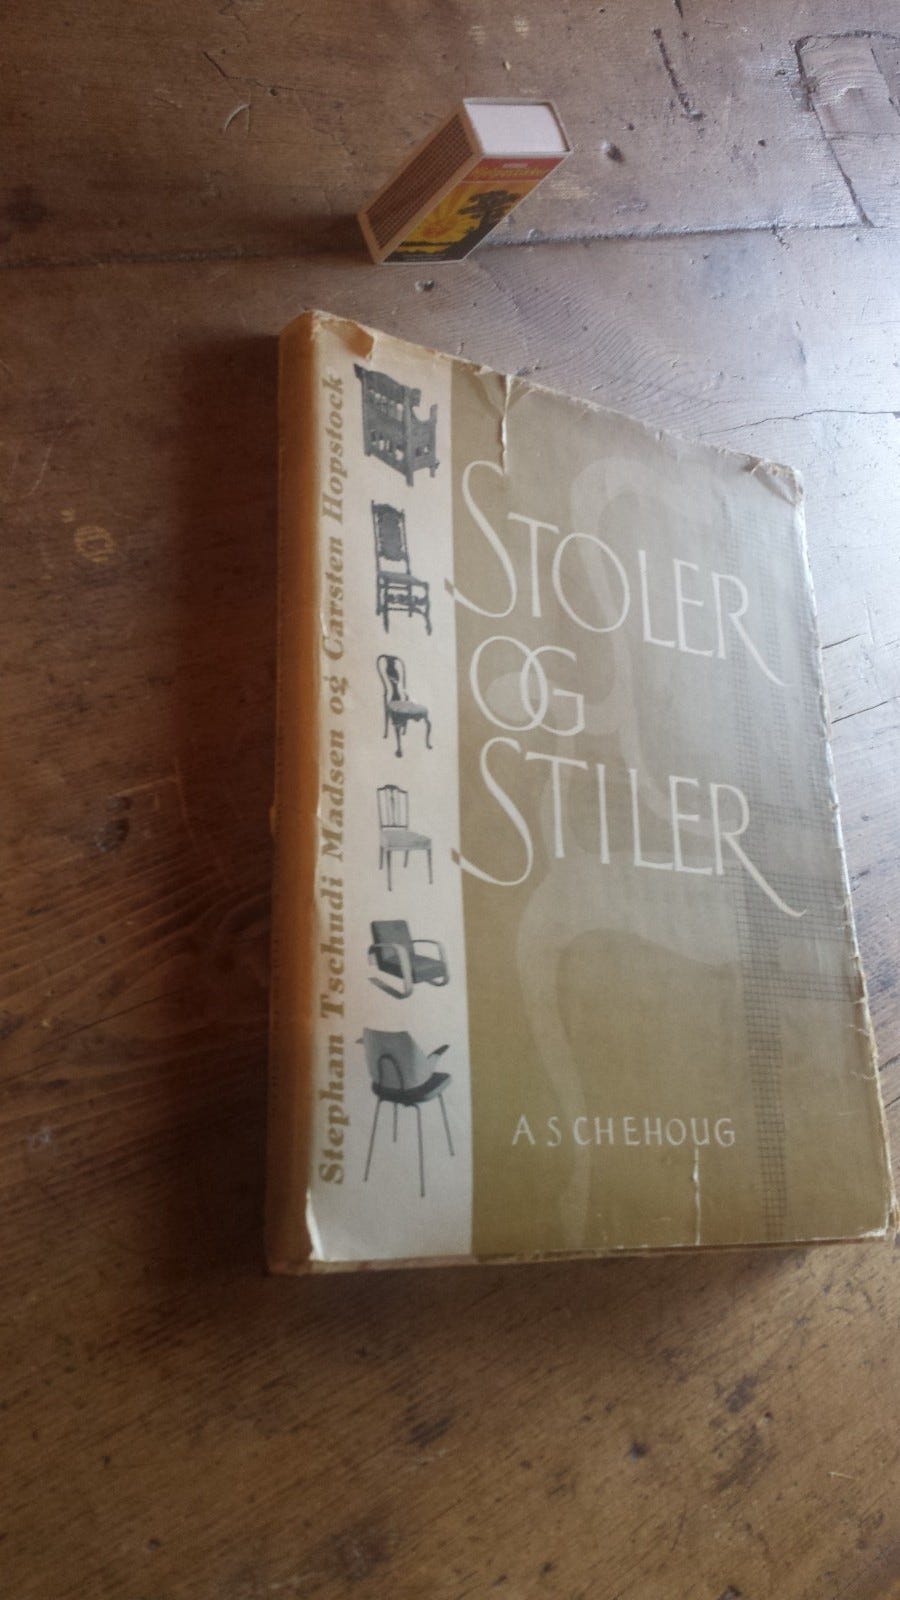 Stephan Tschudi Madsen og Carsten Hopstock
STOLER
OG
STILER
ASCHEHOUG